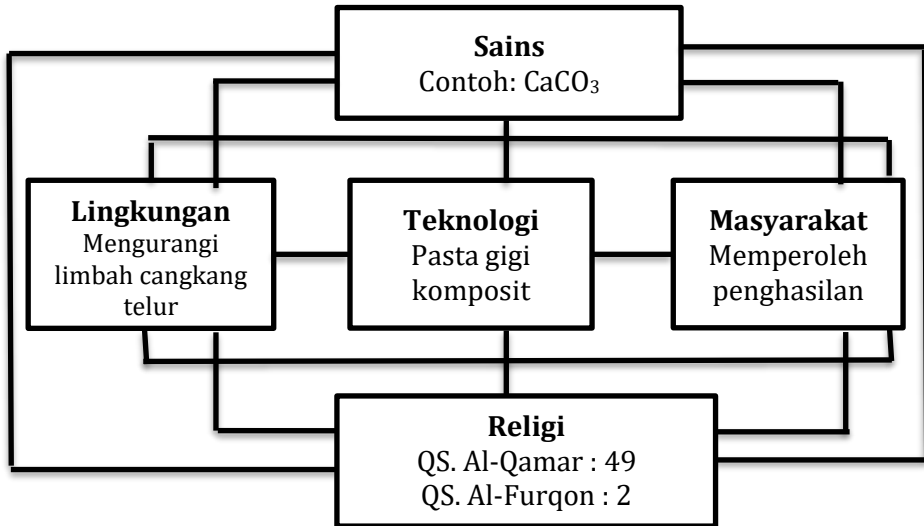 Sains
Contoh: CaCO₃
Lingkungan
Mengurangi
limbah cangkang
telur
Teknologi
Pasta gigi
komposit
Masyarakat
Memperoleh
penghasilan
Religi
QS. Al-Qamar : 49
QS. Al-Furqon : 2